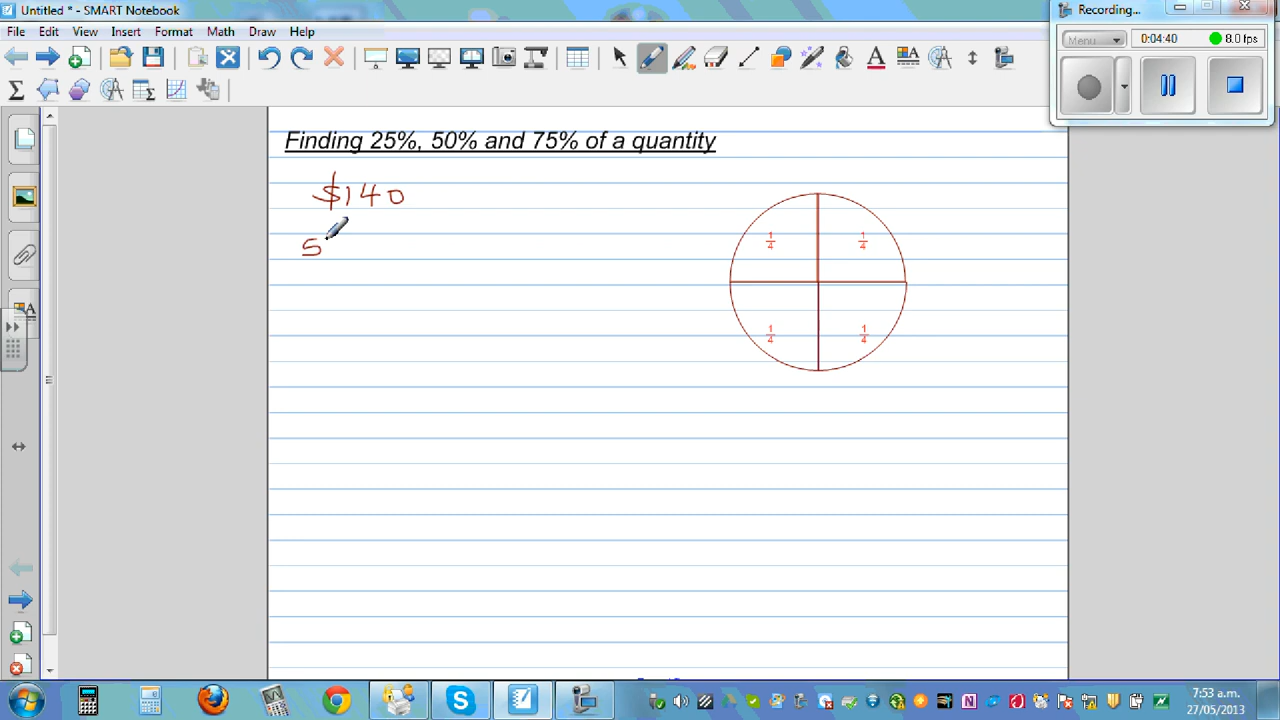 Untitled * - SMART Notebook
File Edit View Insert Format Math Draw Help
Recording...
Menu
0:04:40
8.0 fps
Finding 25%, 50% and 75% of a quantity
$140
5
1/4 1/4
1/4 1/4
7:53 a.m.
27/05/2013